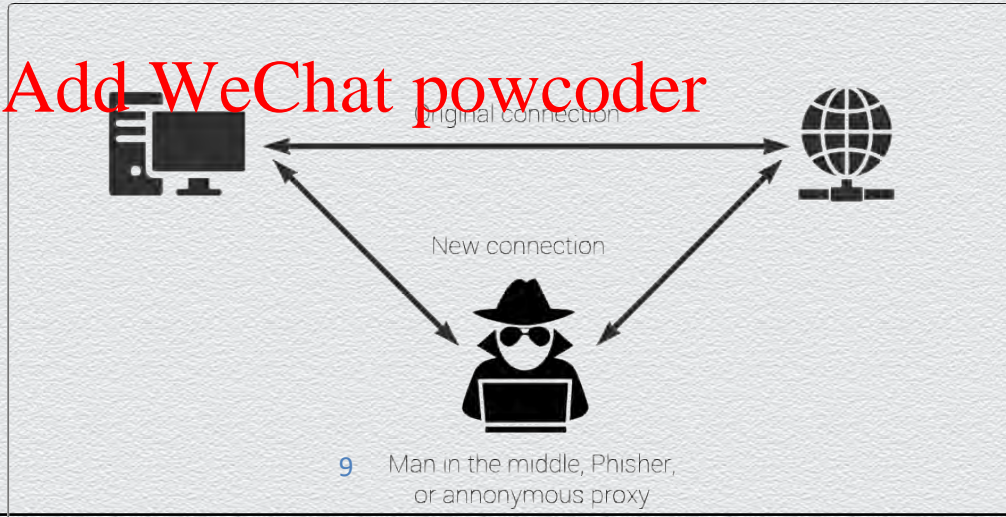 Add WeChat powcoder
Original connection
New connection
9 Man in the middle, Phisher,
or annonymous proxy